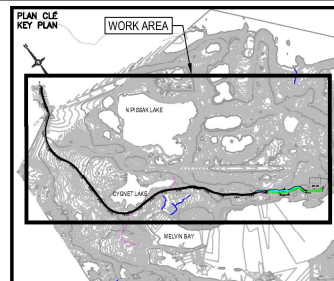 PLAN CLÉ
KEY PLAN
WORK AREA
NIPISSAK LAKE
CYGNET LAKE
MELVIN BAY